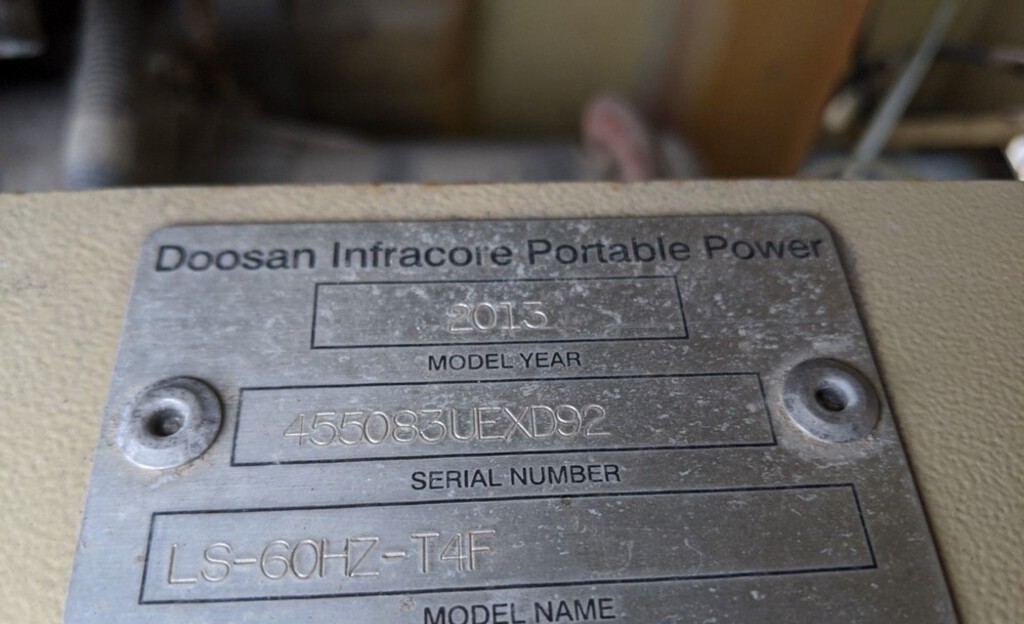 Doosan Infracore Portable Power
2013
MODEL YEAR
455083UEXD92
SERIAL NUMBER
LS-60HZ-T4F
MODEL NAME